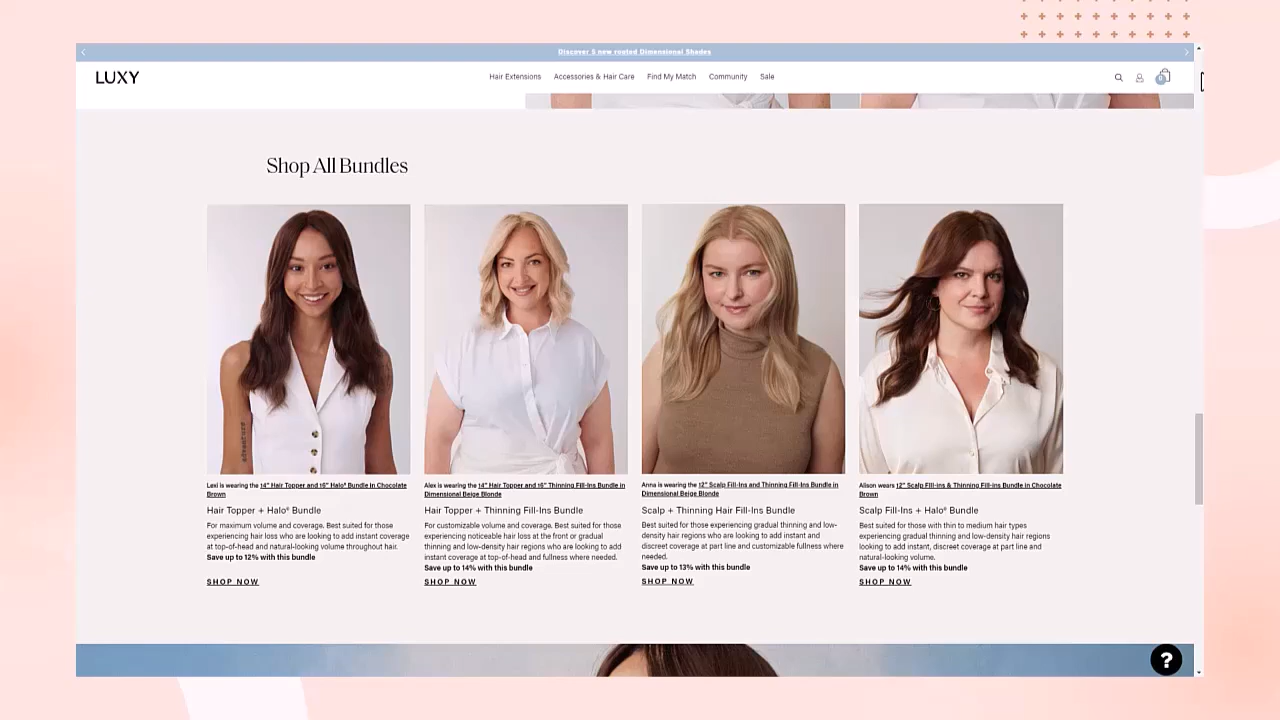 Discover 5 new rooted Dimensional Shades
LUXY
Hair Extensions Accessories & Hair Care Find My Match Community Sale
0
Shop All Bundles
Lexi is wearing the 14" Hair Topper and 16" Halo® Bundle in Chocolate
Brown
Hair Topper + Halo® Bundle
For maximum volume and coverage. Best suited for those
experiencing hair loss who are looking to add instant coverage
at top-of-head and natural-looking volume throughout hair.
Save up to 12% with this bundle
SHOP NOW
Alex is wearing the 14" Hair Topper and 16" Thinning Fill-Ins Bundle in
Dimensional Beige Blonde
Hair Topper + Thinning Fill-Ins Bundle
For customizable volume and coverage. Best suited for those
experiencing noticeable hair loss at the front or gradual
thinning and low-density hair regions who are looking to add
instant coverage at top-of-head and fullness where needed.
Save up to 14% with this bundle
SHOP NOW
Anna is wearing the 12" Scalp Fill-Ins and Thinning Fill-Ins Bundle in
Dimensional Beige Blonde
Scalp + Thinning Hair Fill-Ins Bundle
Best suited for those experiencing gradual thinning and low-
density hair regions who are looking to add instant and
discreet coverage at part line and customizable fullness where
needed.
Save up to 13% with this bundle
SHOP NOW
Alison wears 12" Scalp Fill-ins & Thinning Fill-Ins Bundle in Chocolate
Brown
Scalp Fill-Ins + Halo® Bundle
Best suited for those with thin to medium hair types
experiencing gradual thinning and low-density hair regions
looking to add instant, discreet coverage at part line and
natural-looking volume.
Save up to 14% with this bundle
SHOP NOW
?